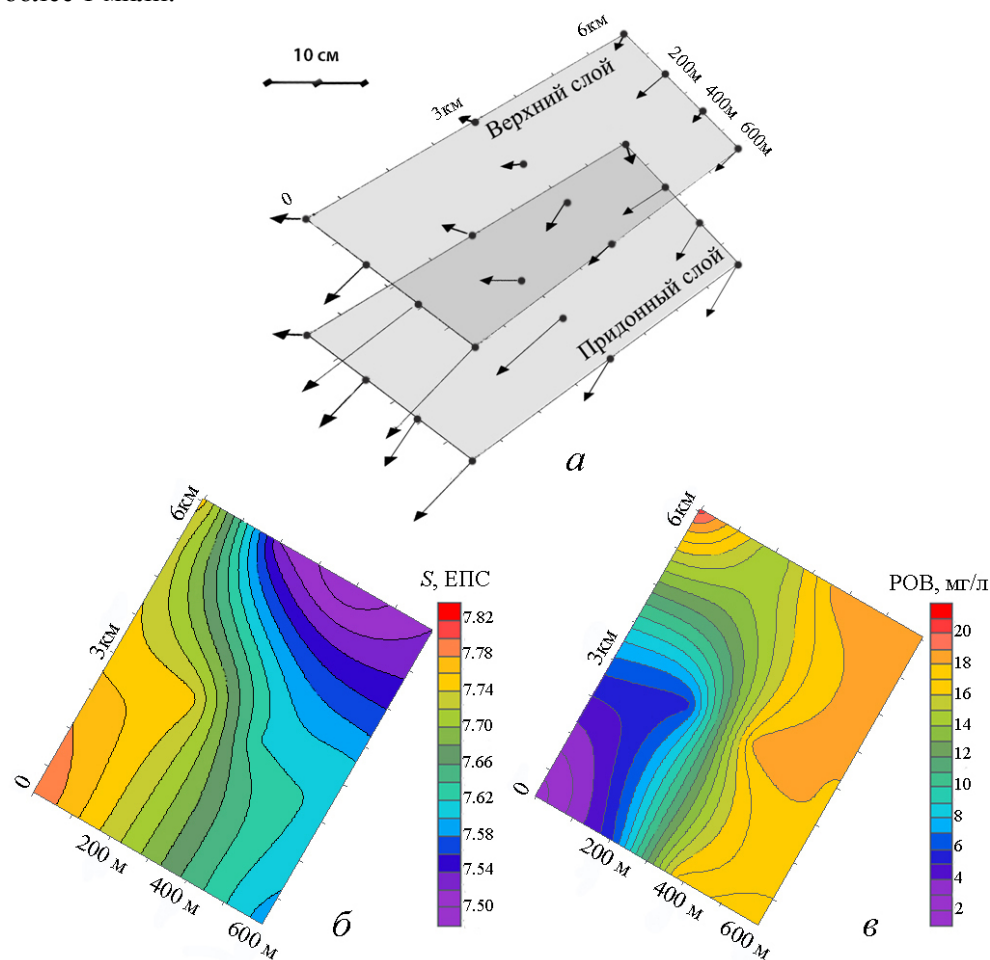 более 1 мили.
6км
10 см
200м
400м
600м
3км
Верхний слой
0
Придонный слой
а
6км
3км
0
200 м
400 м
600 м
S, ЕПС
7.82
7.78
7.74
7.70
7.66
7.62
7.58
7.54
7.50
б
6км
3км
0
200 м
400 м
600 м
РОВ, мг/л
20
18
16
14
12
10
8
6
4
2
в